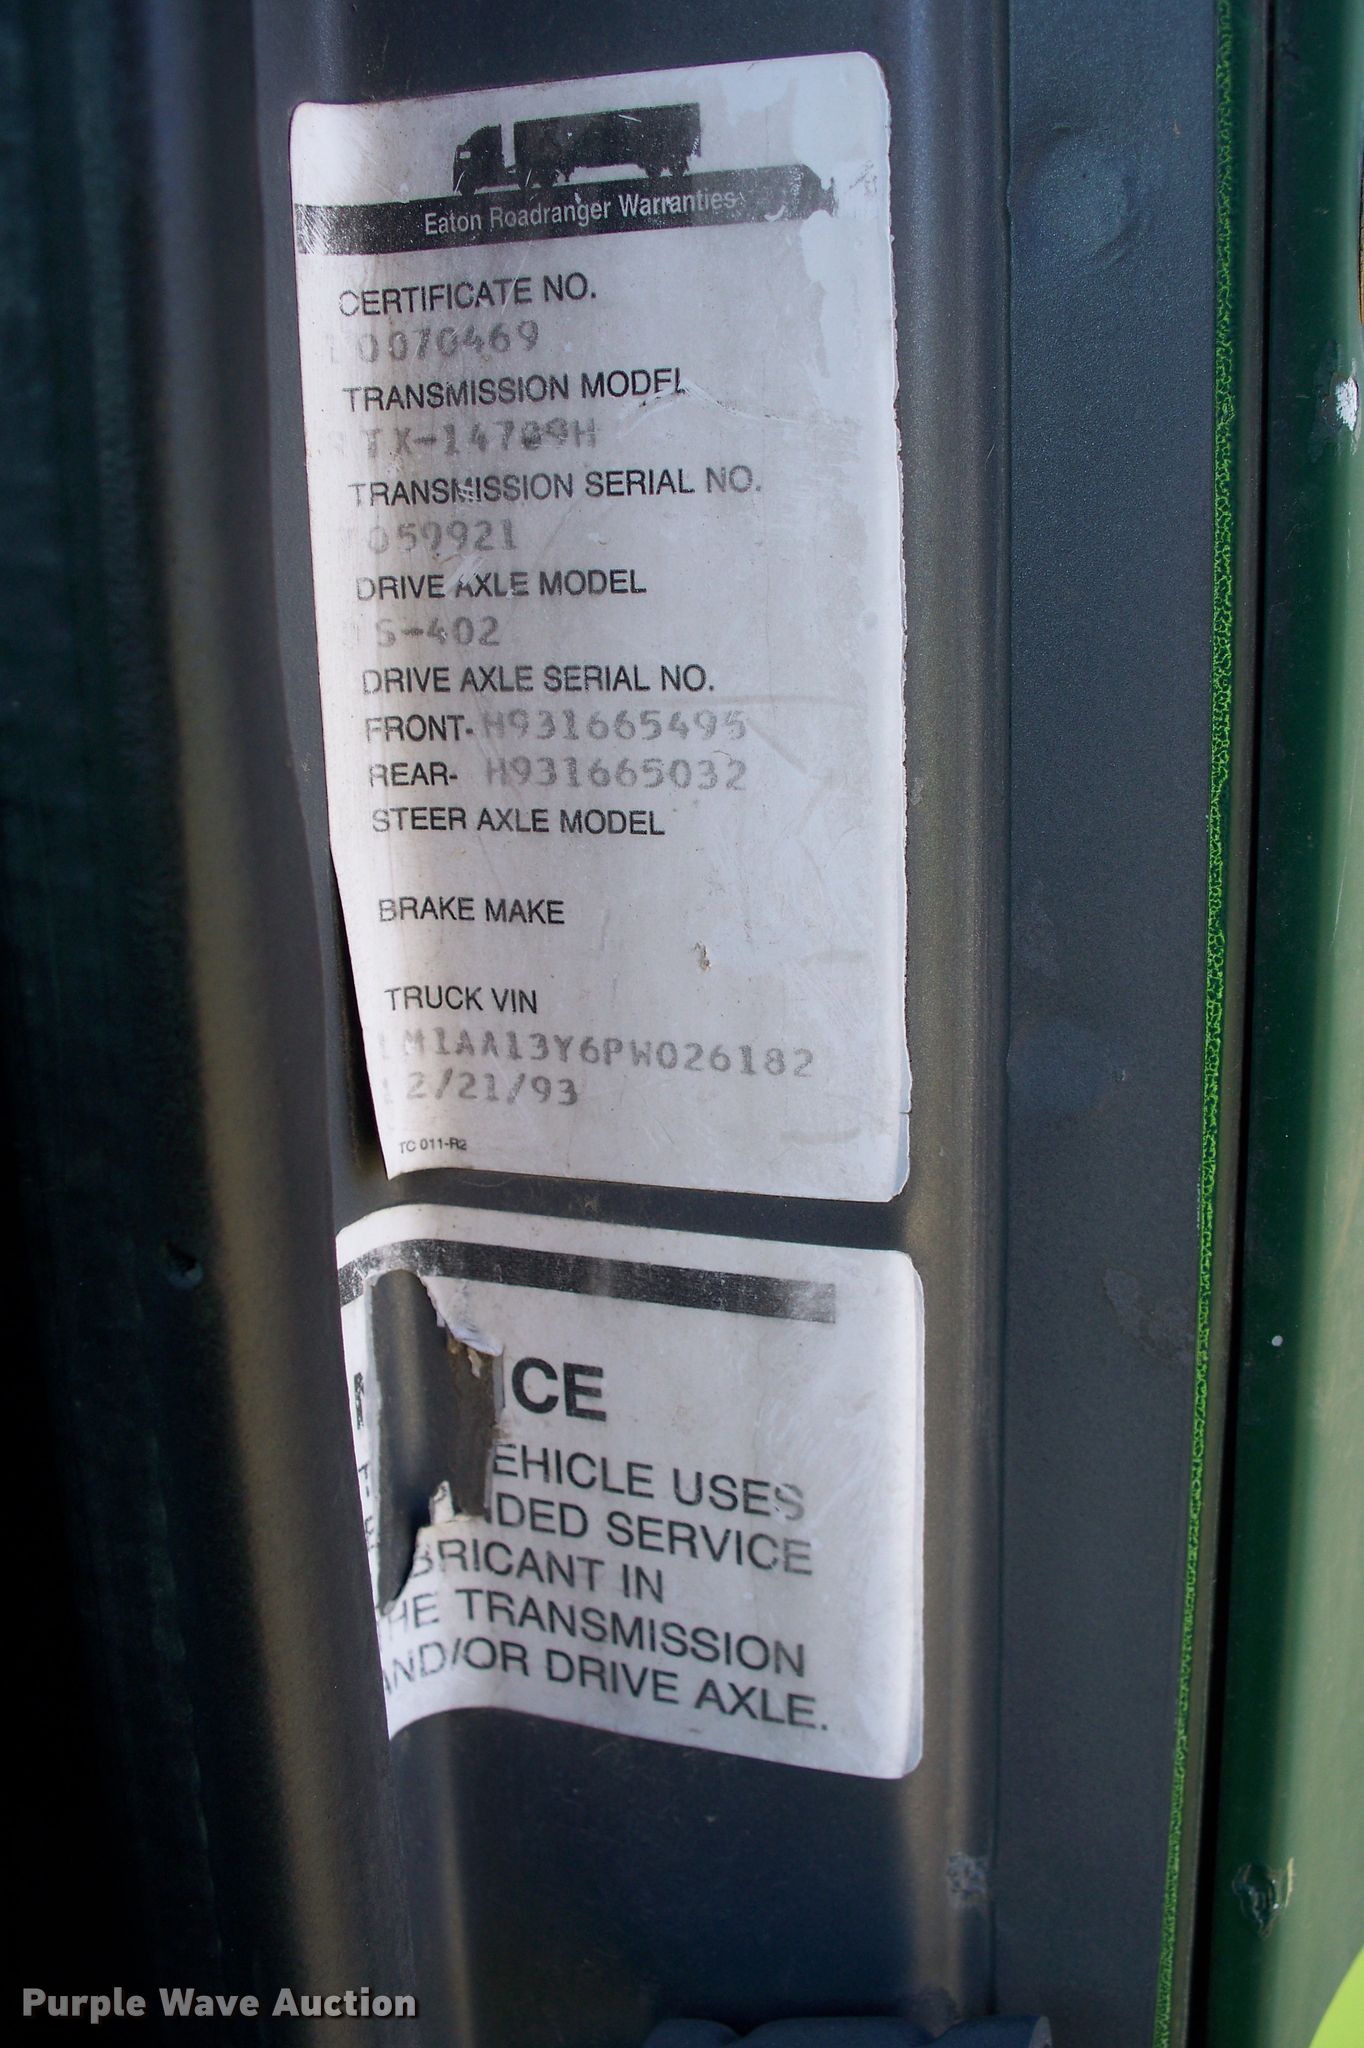 Eaton Roadranger Warranties
CERTIFICATE NO.
0070469
TRANSMISSION MODEL
TX-14709H
TRANSMISSION SERIAL NO.
059921
DRIVE AXLE MODEL
S-402
DRIVE AXLE SERIAL NO.
FRONT- H931665495
REAR- H931665032
STEER AXLE MODEL
BRAKE MAKE
TRUCK VIN
M1AA13Y6PW026182
12/21/93
TC 011-R2
ICE
EHICLE USES
DED SERVICE
BRICANT IN
HE TRANSMISSION
AND/OR DRIVE AXLE.
Purple Wave Auction